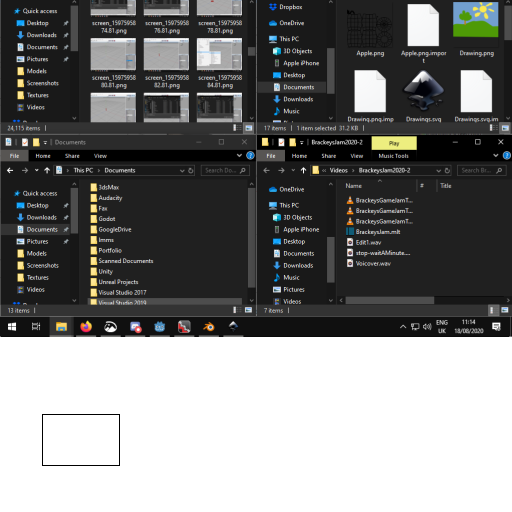 Quick access
Desktop
Downloads
Documents
Pictures
Models
Screenshots
Textures
Videos
screen_15975958
74.81.png
screen_15975958
76.81.png
screen_15975958
78.81.png
screen_15975958
80.81.png
screen_15975958
82.81.png
screen_15975958
84.81.png
24,115 items
Dropbox
OneDrive
This PC
3D Objects
Apple iPhone
Desktop
Documents
Downloads
Music
Pictures
Apple.png
Apple.png.impor
t
Drawing.png
Drawing.png.imp
Drawings.svg
Drawings.svg.im
17 items
1 item selected 31.2 KB
Documents
File Home Share View
This PC > Documents
Search Do...
Quick access
Desktop
Downloads
Documents
Pictures
Models
Screenshots
Textures
Videos
3dsMax
Audacity
Fax
Godot
GoogleDrive
lmms
Portfolio
Scanned Documents
Unity
Unreal Projects
Visual Studio 2017
Visual Studio 2019
13 items
BrackeysJam2020-2
Play
File Home Share View Music Tools
Videos > BrackeysJam2020-2
Search Br...
OneDrive
This PC
3D Objects
Apple iPhone
Desktop
Documents
Downloads
Music
Pictures
Videos
Name # Title
BrackeysGameJamT...
BrackeysGameJamT...
BrackeysGameJamT...
BrackeysJam.mlt
Edit1.wav
stop-waitAMinute....
Voicover.wav
7 items
ENG
UK
11:14
18/08/2020